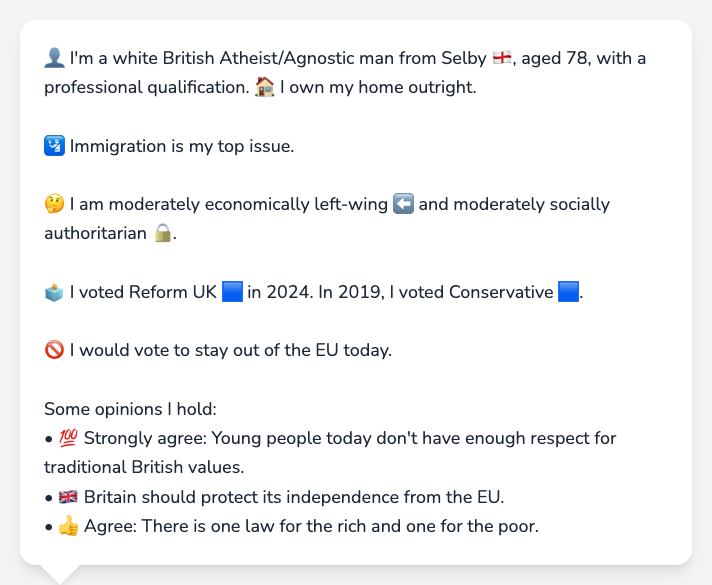 👤 I'm a white British Atheist/Agnostic man from Selby 🏴󠁧󠁢󠁥󠁮󠁧󠁿, aged 78, with a
professional qualification. 🏠 I own my home outright.
🛂 Immigration is my top issue.
🤔 I am moderately economically left-wing ⬅️ and moderately socially
authoritarian 🔒.
🗳️ I voted Reform UK 🟦 in 2024. In 2019, I voted Conservative 🟦.
🚫 I would vote to stay out of the EU today.
Some opinions I hold:
• 💯 Strongly agree: Young people today don't have enough respect for
traditional British values.
• 🇬🇧 Britain should protect its independence from the EU.
• 👍 Agree: There is one law for the rich and one for the poor.